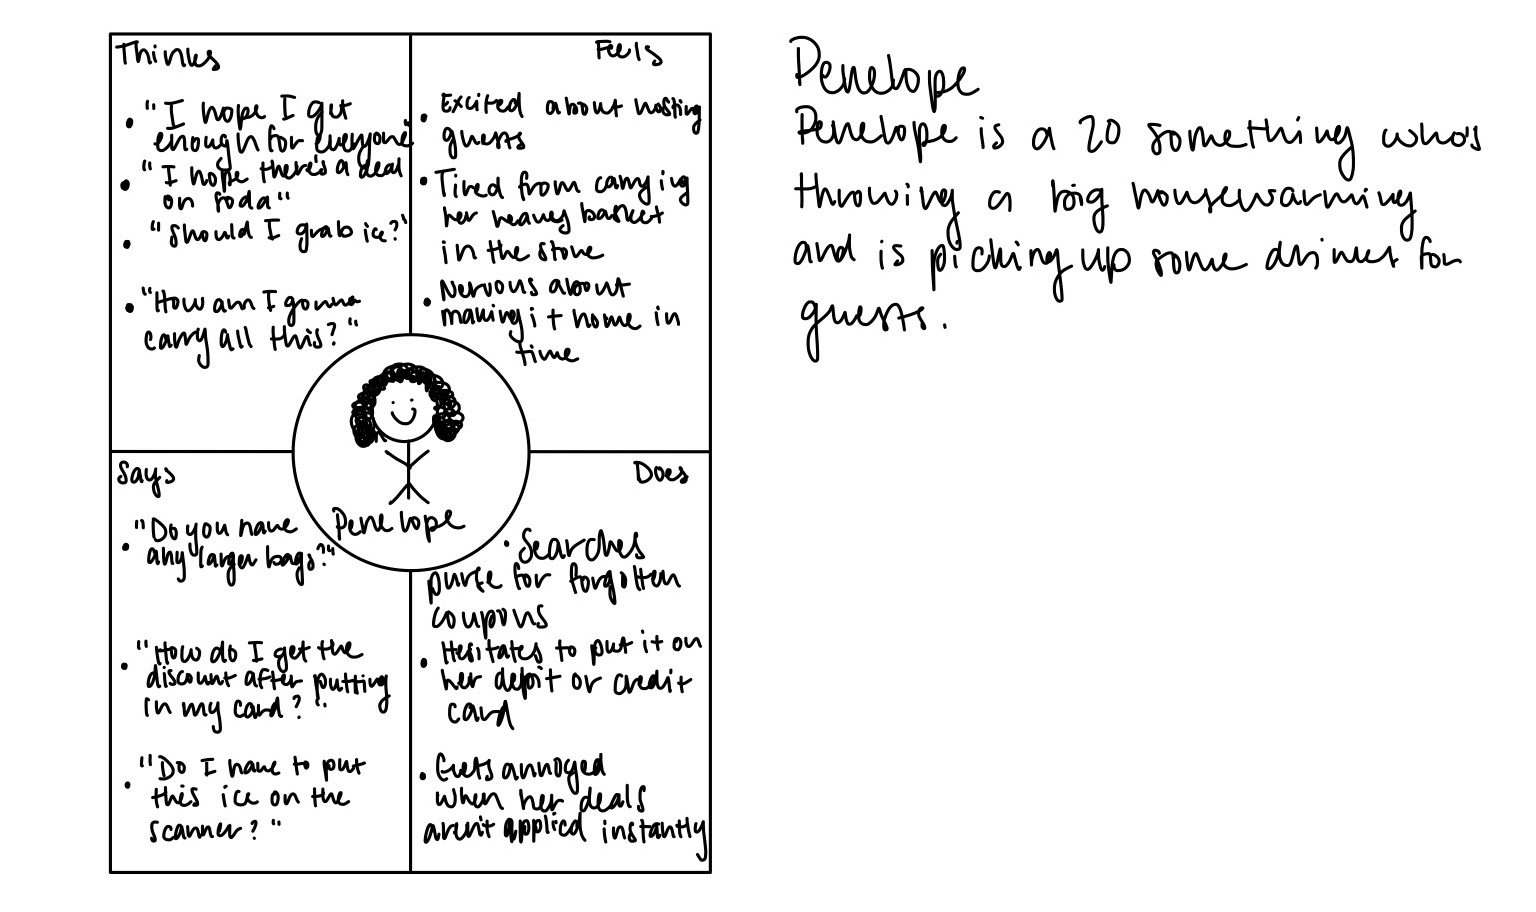 Thinks
• "I hope I get
enough for everyone"
• "I hope there's a deal
on soda"
• "Should I grab ice?"
• "How am I gonna
carry all this?"
Feels
• Excited about hosting
guests
• Tired from carrying
her heavy basket
in the store
• Nervous about
making it home in
time
Penelope
Says
• "Do you have
any larger bags?"
• "How do I get the
discount after putting
in my card?"
• "Do I have to put
this ice on the
scanner?"
Does
• Searches
purse for forgotten
coupons
• Hesitates to put it on
her depit or credit
card
• Gets annoyed
when her deals
aren't applied instantly
Penelope
Penelope is a 20 something who's
throwing a big housewarming
and is picking up some drinks for
guests.